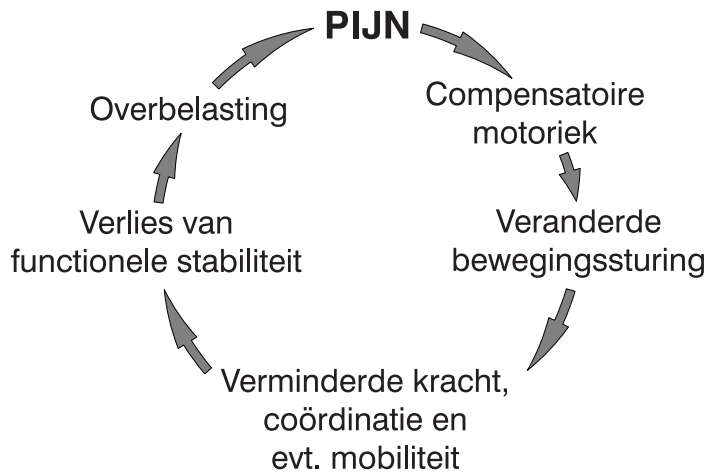 PIJN
Compensatoire
motoriek
Veranderde
bewegingssturing
Verminderde kracht,
coördinatie en
evt. mobiliteit
Verlies van
functionele stabiliteit
Overbelasting